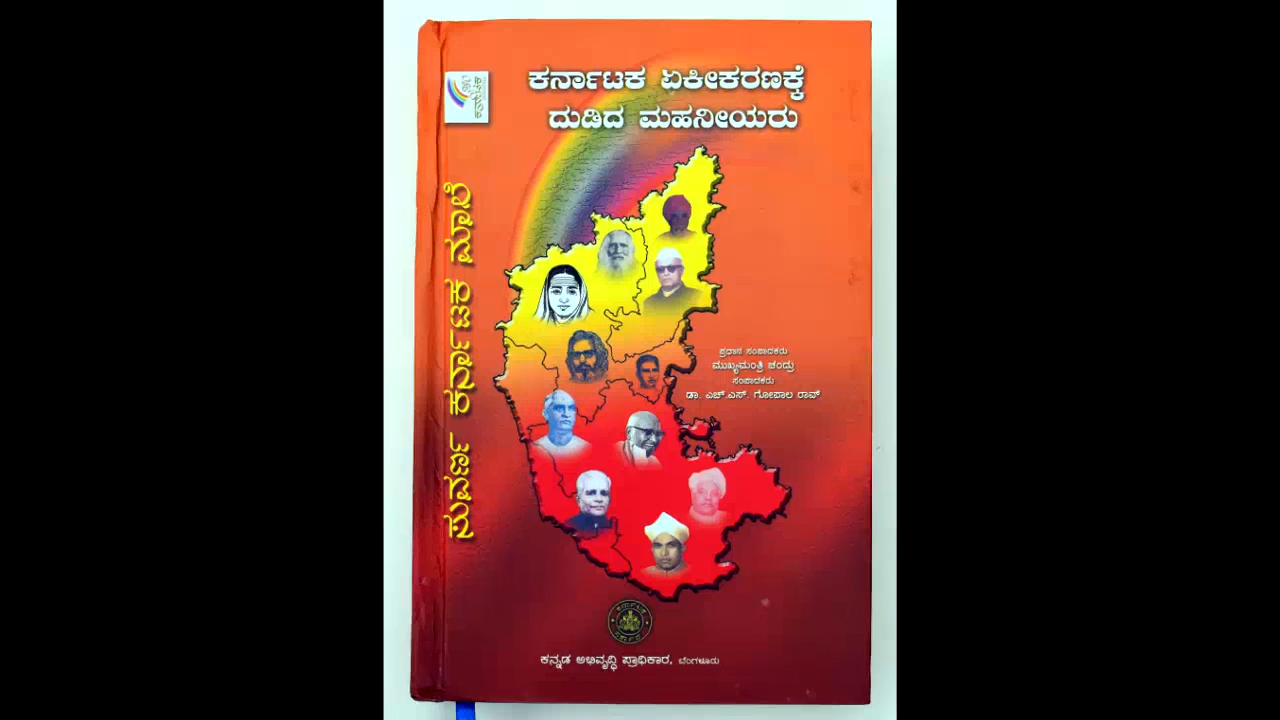 ಕರ್ನಾಟಕ ಏಕೀಕರಣಕ್ಕೆ
ದುಡಿದ ಮಹನೀಯರು
ಸುವರ್ಣ ಕರ್ನಾಟಕ ಮಾಲೆ
ಪ್ರಧಾನ ಸಂಪಾದಕರು
ಮುಖ್ಯಮಂತ್ರಿ ಚಂದ್ರು
ಸಂಪಾದಕರು
ಡಾ. ಎಚ್.ಎಸ್. ಗೋಪಾಲ ರಾವ್
ಕನ್ನಡ ಅಭಿವೃದ್ಧಿ ಪ್ರಾಧಿಕಾರ, ಬೆಂಗಳೂರು